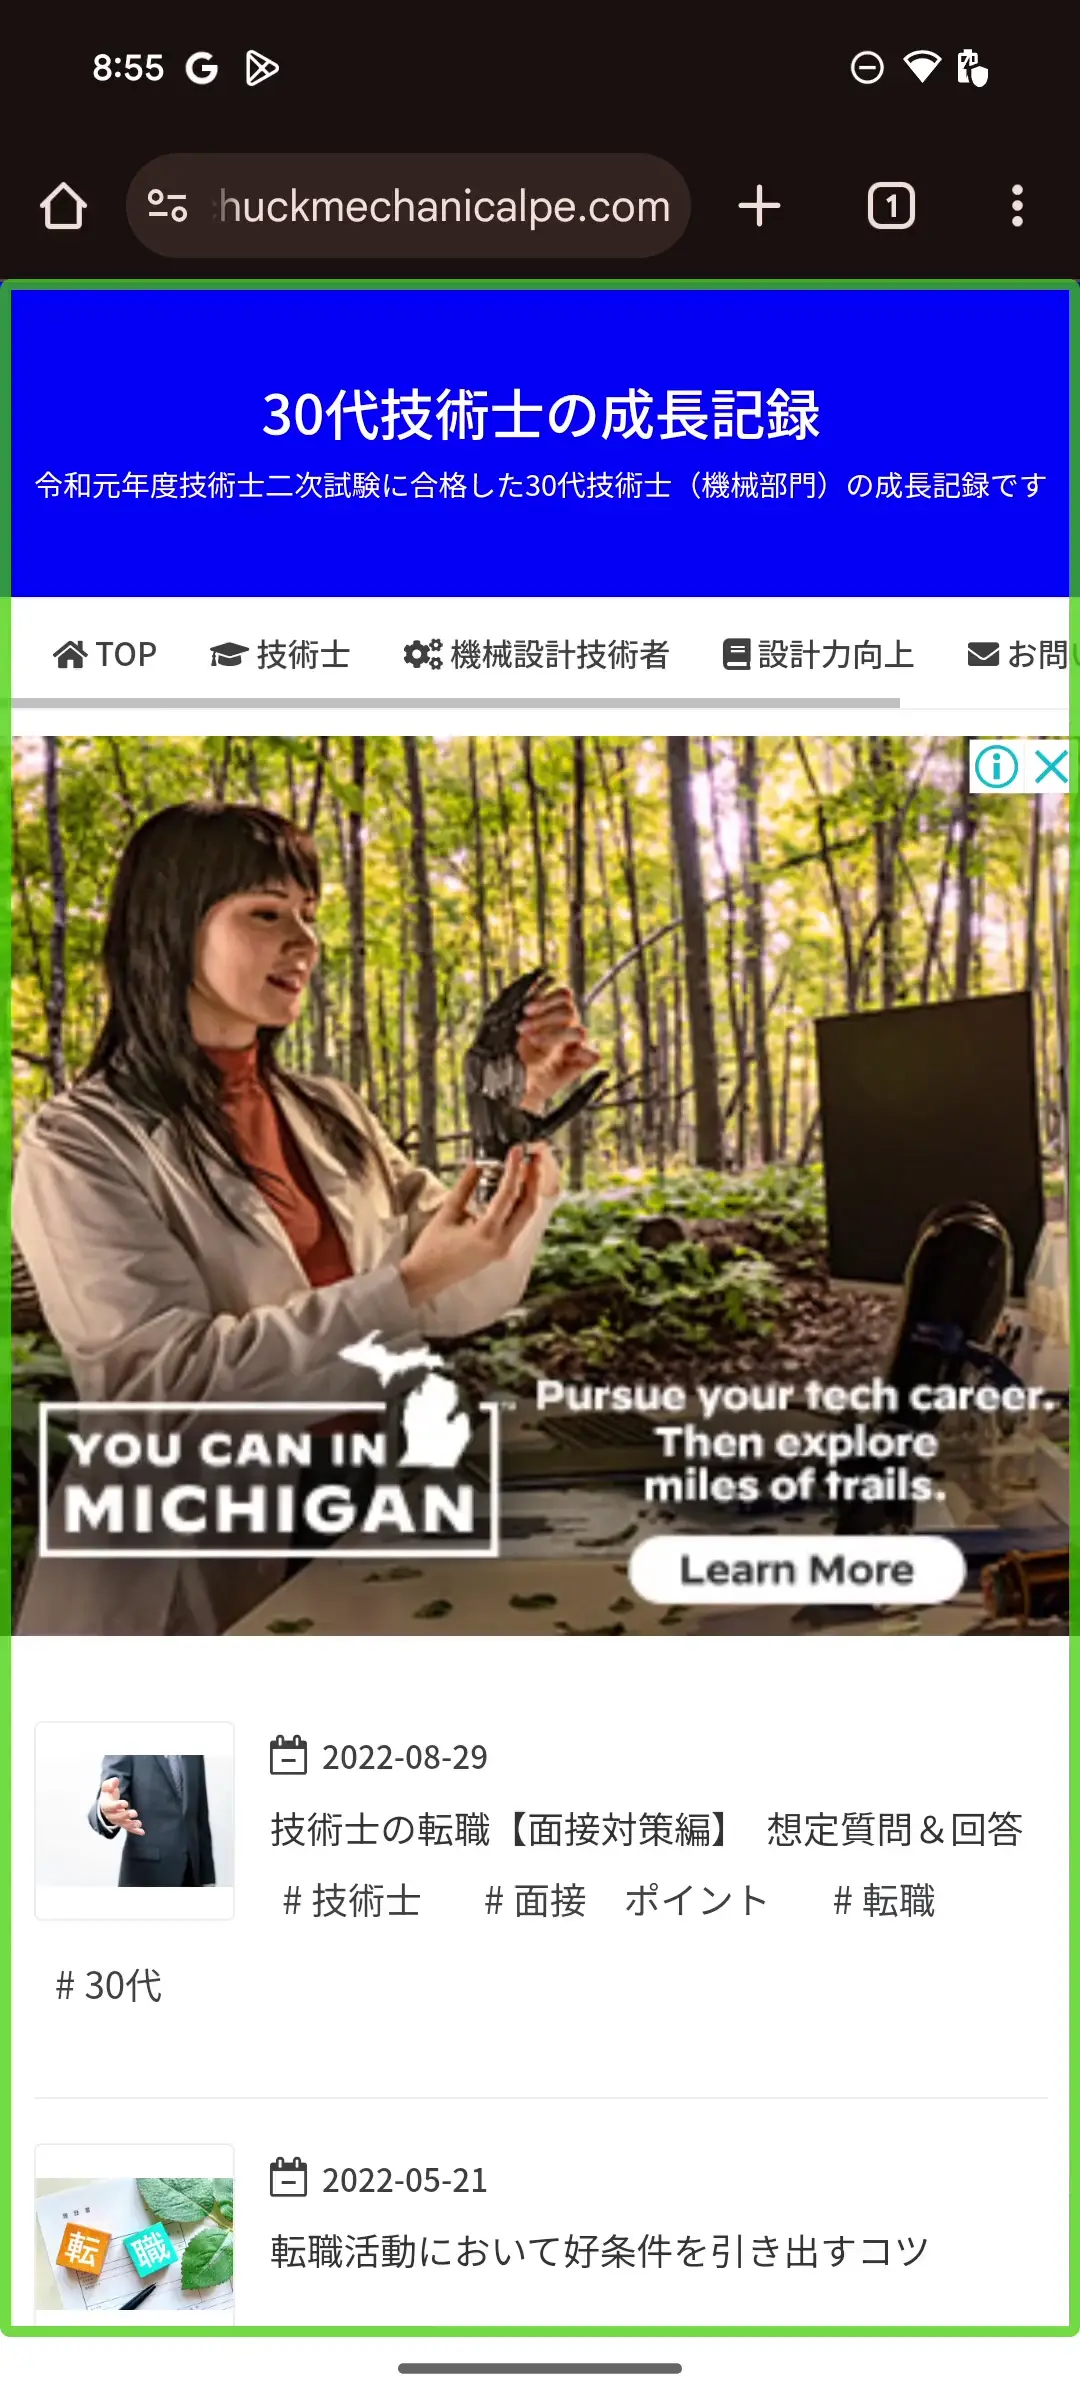 8:55
huckmechanicalpe.com
1
30代技術士の成長記録
令和元年度技術士二次試験に合格した30代技術士（機械部門）の成長記録です
TOP 技術士 機械設計技術者 設計力向上 お問い
YOU CAN IN
MICHIGAN
Pursue your tech career.
Then explore
miles of trails.
Learn More
2022-08-29
技術士の転職【面接対策編】 想定質問＆回答
# 技術士 # 面接 ポイント # 転職
# 30代
2022-05-21
転職活動において好条件を引き出すコツ
転 職